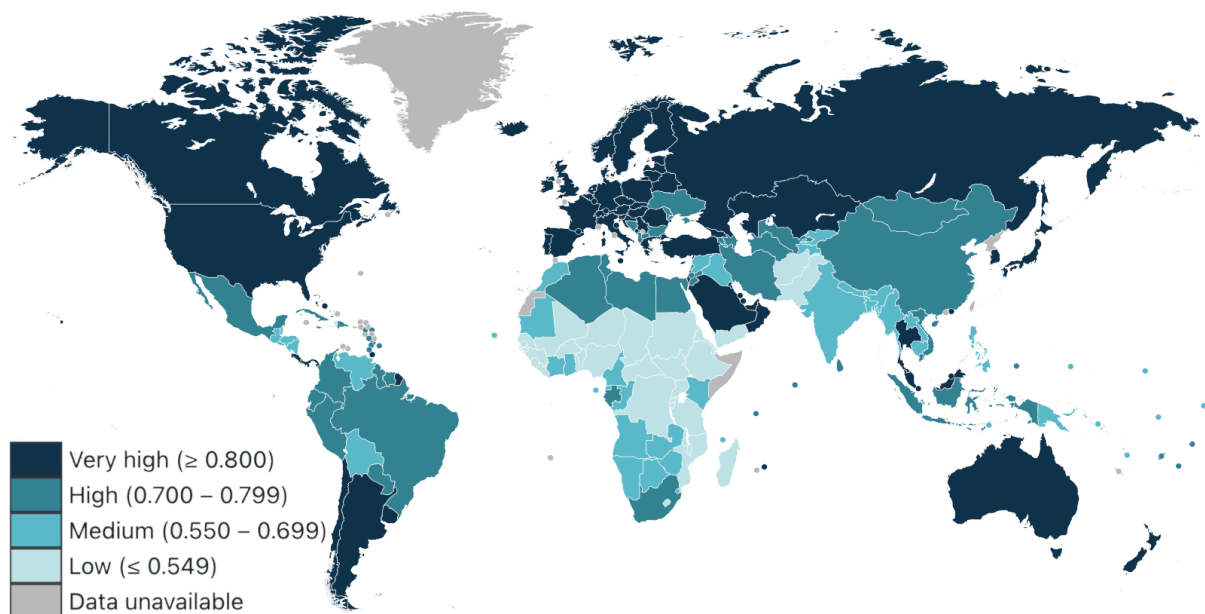 Very high (≥ 0.800)
High (0.700 – 0.799)
Medium (0.550 – 0.699)
Low (≤ 0.549)
Data unavailable